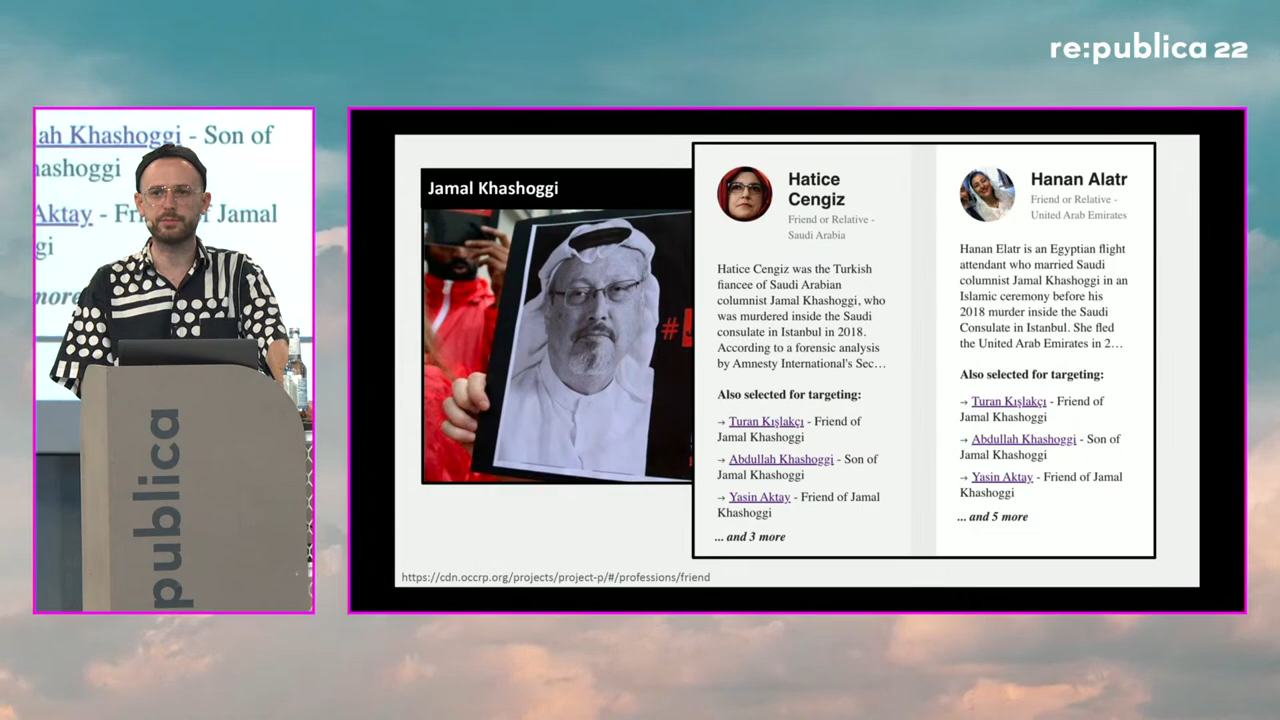 re:publica 22
ah Khashoggi - Son of
hashoggi
Aktay - Fr f Jamal
gi
more
publica
Jamal Khashoggi
#
Hatice
Cengiz
Friend or Relative -
Saudi Arabia
Hatice Cengiz was the Turkish
fiancee of Saudi Arabian
columnist Jamal Khashoggi, who
was murdered inside the Saudi
consulate in Istanbul in 2018.
According to a forensic analysis
by Amnesty International's Sec…
Also selected for targeting:
→ Turan Kışlakçı - Friend of
Jamal Khashoggi
→ Abdullah Khashoggi - Son of
Jamal Khashoggi
→ Yasin Aktay - Friend of Jamal
Khashoggi
... and 3 more
Hanan Alatr
Friend or Relative -
United Arab Emirates
Hanan Elatr is an Egyptian flight
attendant who married Saudi
columnist Jamal Khashoggi in an
Islamic ceremony before his
2018 murder inside the Saudi
Consulate in Istanbul. She fled
the United Arab Emirates in 2…
Also selected for targeting:
→ Turan Kışlakçı - Friend of
Jamal Khashoggi
→ Abdullah Khashoggi - Son of
Jamal Khashoggi
→ Yasin Aktay - Friend of Jamal
Khashoggi
... and 5 more
https://cdn.occrp.org/projects/project-p/#/professions/friend